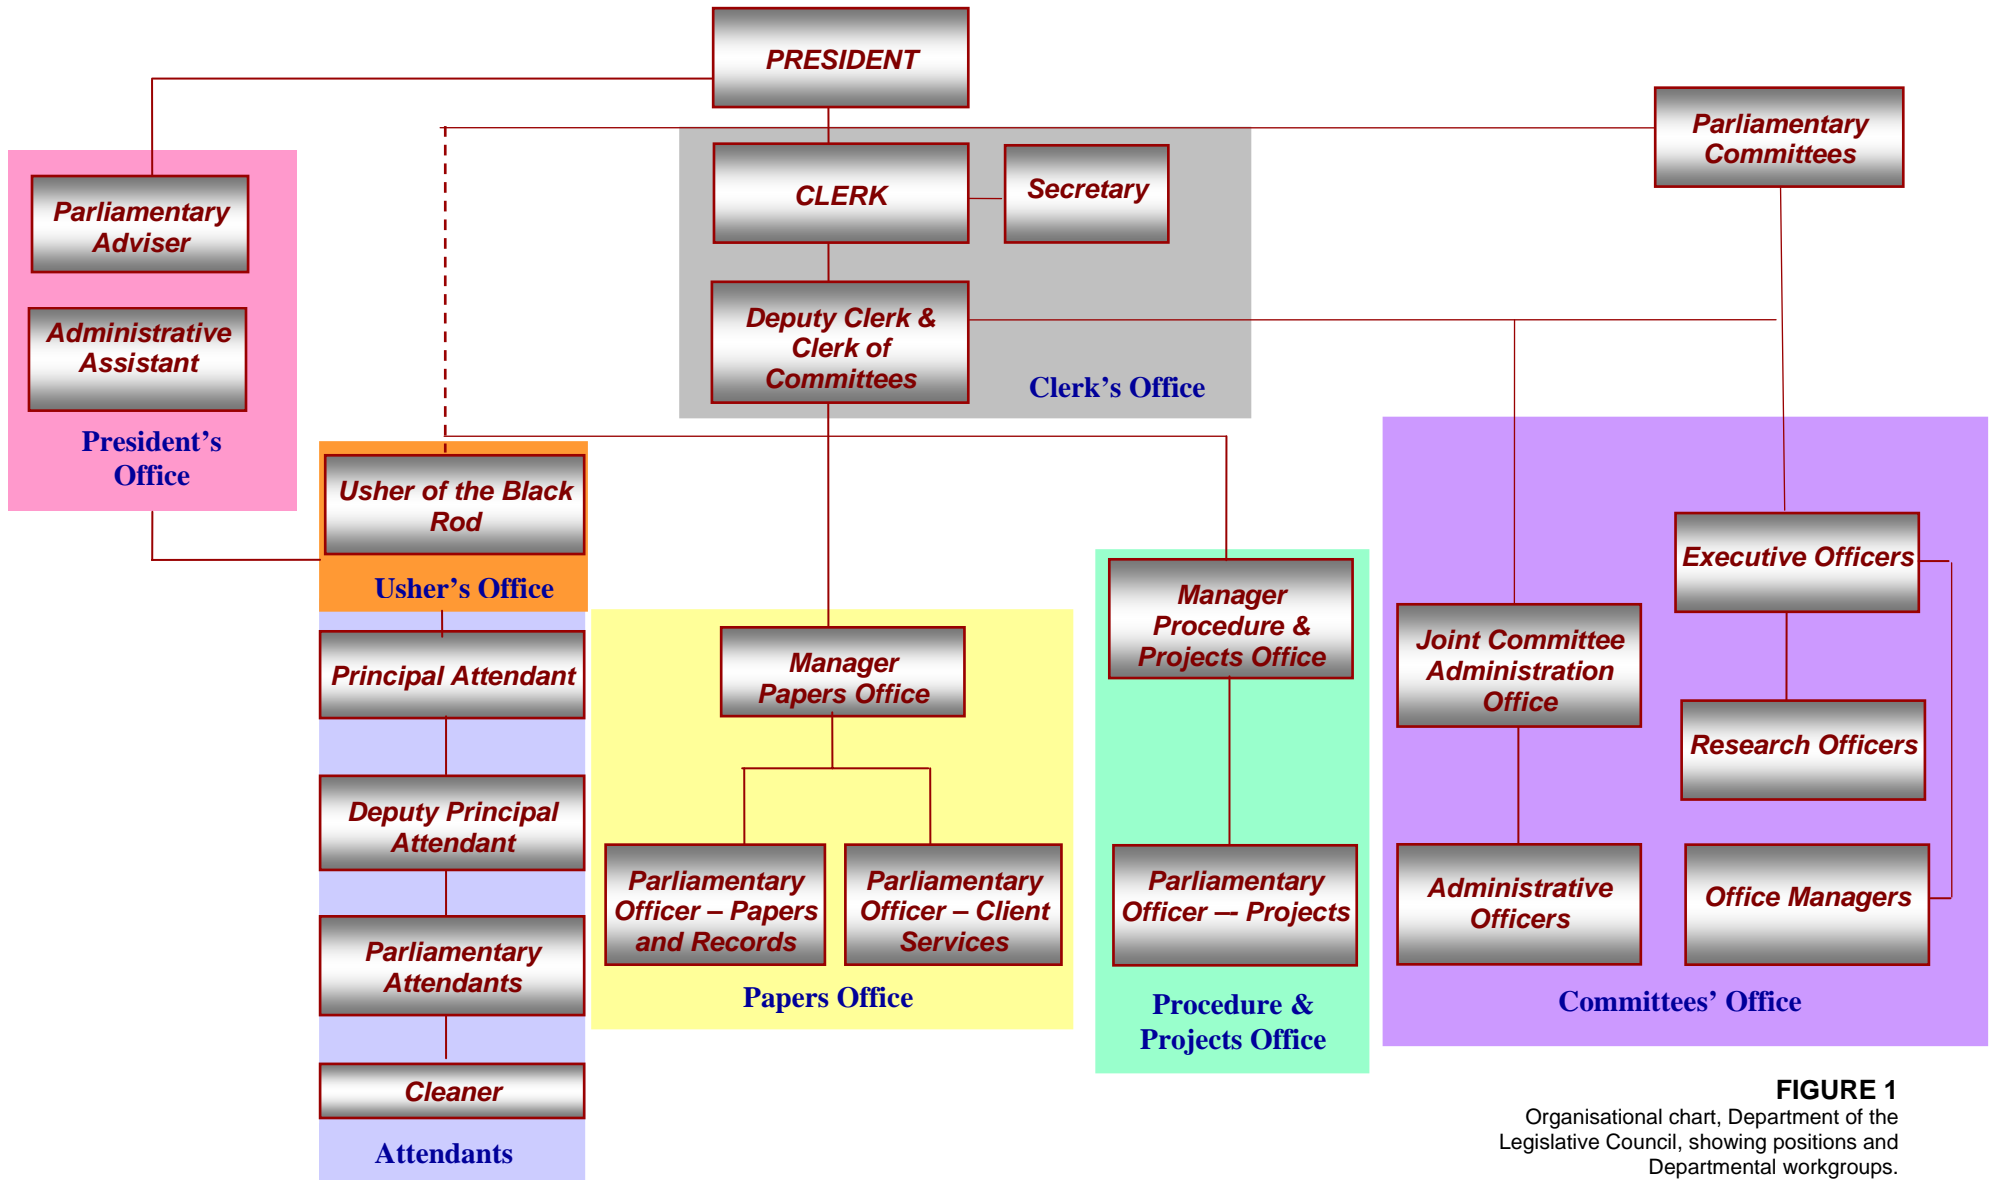 PRESIDENT
Parliamentary
Committees
CLERK
Secretary
Deputy Clerk &
Clerk of
Committees
Clerk’s Office
Parliamentary
Adviser
Administrative
Assistant
President’s
Office
Usher of the Black
Rod
Usher’s Office
Principal Attendant
Deputy Principal
Attendant
Parliamentary
Attendants
Cleaner
Attendants
Manager
Papers Office
Parliamentary
Officer – Papers
and Records
Parliamentary
Officer – Client
Services
Papers Office
Manager
Procedure &
Projects Office
Parliamentary
Officer –- Projects
Procedure &
Projects Office
Executive Officers
Joint Committee
Administration
Office
Research Officers
Administrative
Officers
Office Managers
Committees’ Office
FIGURE 1
Organisational chart, Department of the
Legislative Council, showing positions and
Departmental workgroups.